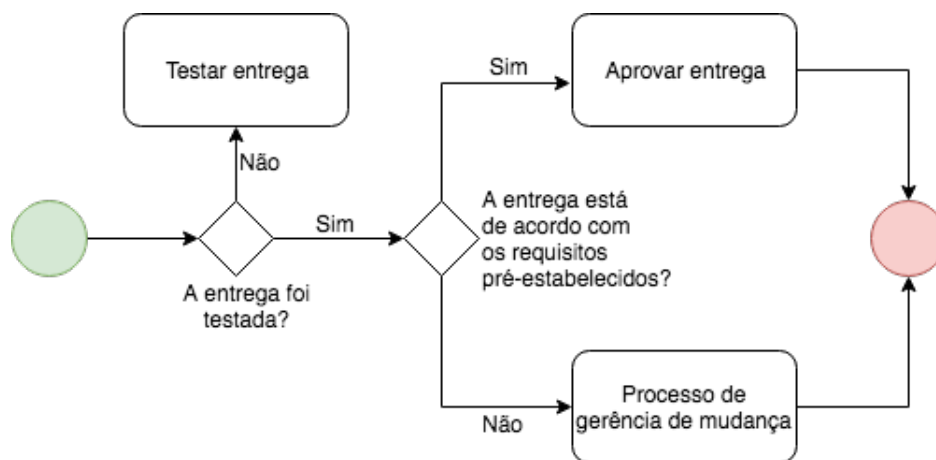 Testar entrega
Sim
Aprovar entrega
Não
Sim
A entrega está
de acordo com
os requisitos
pré-estabelecidos?
A entrega foi
testada?
Não
Processo de
gerência de mudança